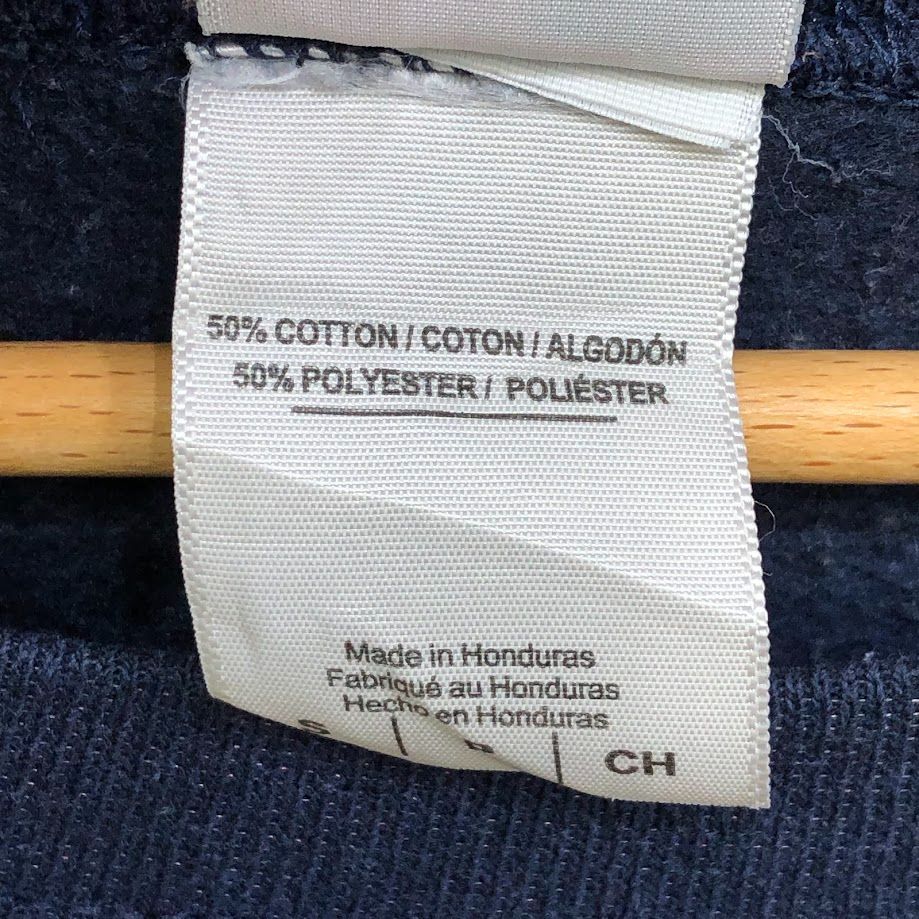 50% COTTON / COTON / ALGODÓN
50% POLYESTER / POLIÉSTER
Made in Honduras
Fabriqué au Honduras
Hecho en Honduras
S | | CH